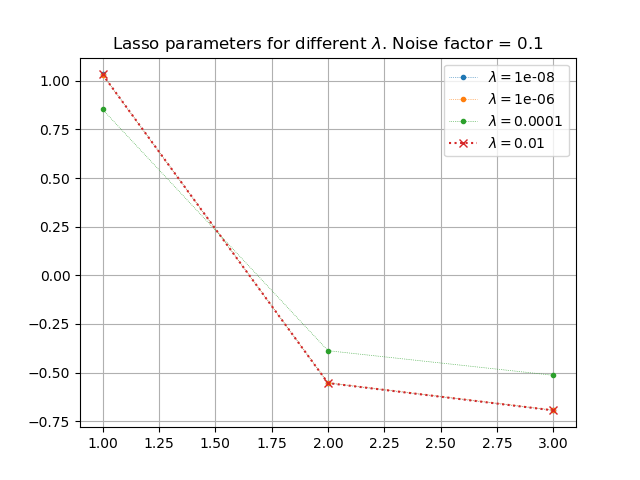 Lasso parameters for different λ. Noise factor = 0.1
1.00
0.75
0.50
0.25
0.00
−0.25
−0.50
−0.75
λ = 1e-08
λ = 1e-06
λ = 0.0001
λ = 0.01
1.00 1.25 1.50 1.75 2.00 2.25 2.50 2.75 3.00